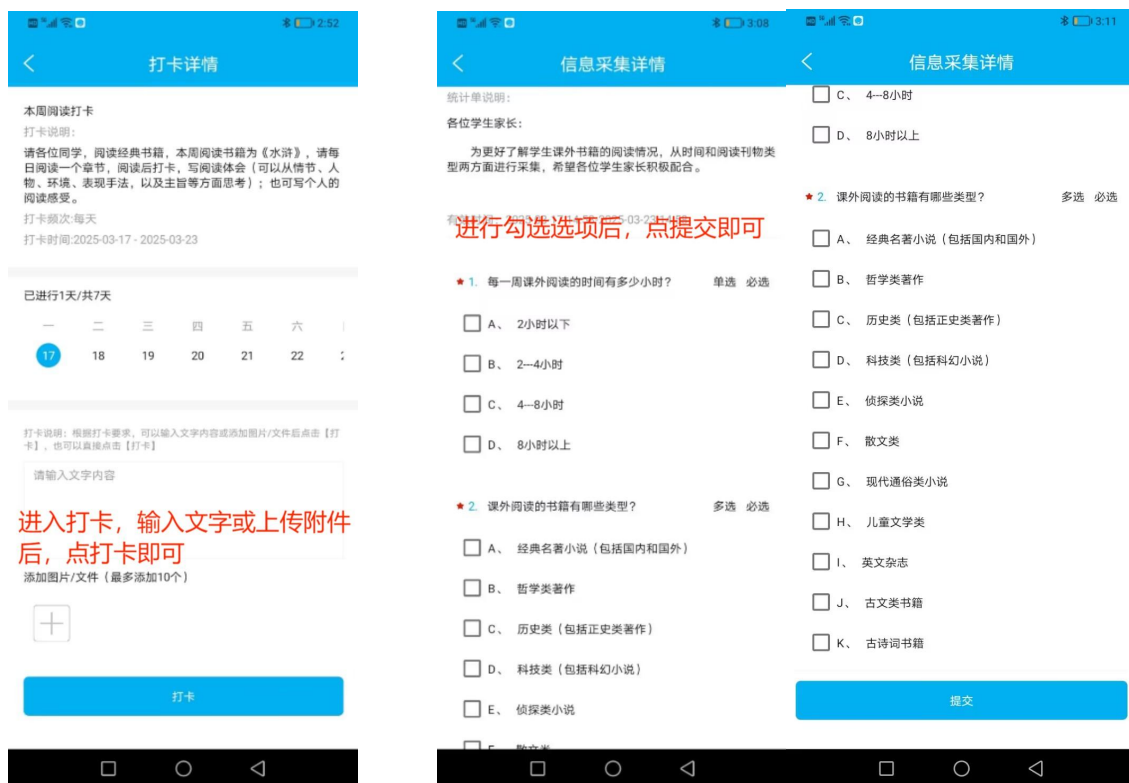 2:52
打卡详情
本周阅读打卡
打卡说明:
请各位同学，阅读经典书籍，本周阅读书籍为《水浒》，请每
日阅读一个章节，阅读后打卡，写阅读体会（可以从情节、人
物、环境、表现手法，以及主旨等方面思考）；也可写个人的
阅读感受。
打卡频次:每天
打卡时间:2025-03-17 - 2025-03-23
已进行1天/共7天
一 二 三 四 五 六
17 18 19 20 21 22
打卡说明：根据打卡要求，可以输入文字内容或添加图片/文件后点击【打
卡】，也可以直接点击【打卡】
请输入文字内容
进入打卡，输入文字或上传附件
后，点打卡即可
添加图片/文件（最多添加10个）
打卡
3:08
信息采集详情
统计单说明:
各位学生家长：
为更好了解学生课外书籍的阅读情况，从时间和阅读刊物类
型两方面进行采集，希望各位学生家长积极配合。
进行勾选选项后，点提交即可
★ 1. 每一周课外阅读的时间有多少小时？ 单选 必选
A、 2小时以下
B、 2---4小时
C、 4---8小时
D、 8小时以上
★ 2. 课外阅读的书籍有哪些类型？ 多选 必选
A、 经典名著小说（包括国内和国外）
B、 哲学类著作
C、 历史类（包括正史类著作）
D、 科技类（包括科幻小说）
E、 侦探类小说
3:11
信息采集详情
C、 4---8小时
D、 8小时以上
★ 2. 课外阅读的书籍有哪些类型？ 多选 必选
A、 经典名著小说（包括国内和国外）
B、 哲学类著作
C、 历史类（包括正史类著作）
D、 科技类（包括科幻小说）
E、 侦探类小说
F、 散文类
G、 现代通俗类小说
H、 儿童文学类
I、 英文杂志
J、 古文类书籍
K、 古诗词书籍
提交